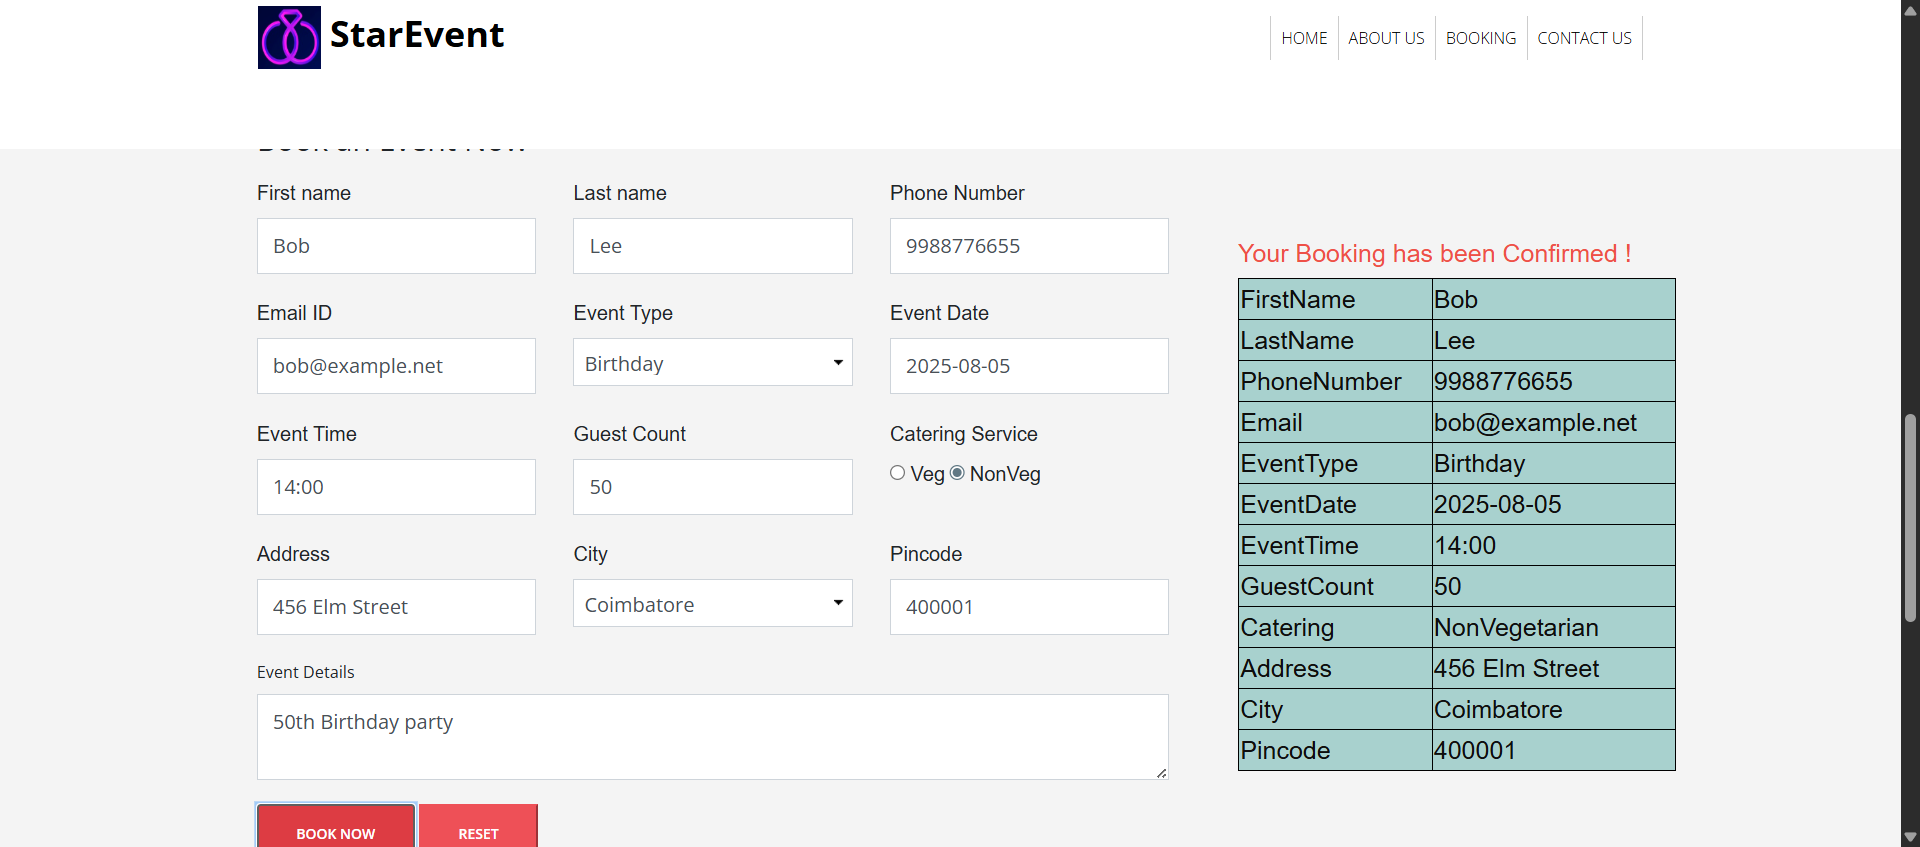 StarEvent
HOME ABOUT US BOOKING CONTACT US
Book an Event Now
First name Last name Phone Number
Bob Lee 9988776655
Email ID Event Type Event Date
bob@example.net Birthday 2025-08-05
Event Time Guest Count Catering Service
14:00 50 Veg NonVeg
Address City Pincode
456 Elm Street Coimbatore 400001
Event Details
50th Birthday party
BOOK NOW RESET
Your Booking has been Confirmed !
FirstName Bob
LastName Lee
PhoneNumber 9988776655
Email bob@example.net
EventType Birthday
EventDate 2025-08-05
EventTime 14:00
GuestCount 50
Catering NonVegetarian
Address 456 Elm Street
City Coimbatore
Pincode 400001